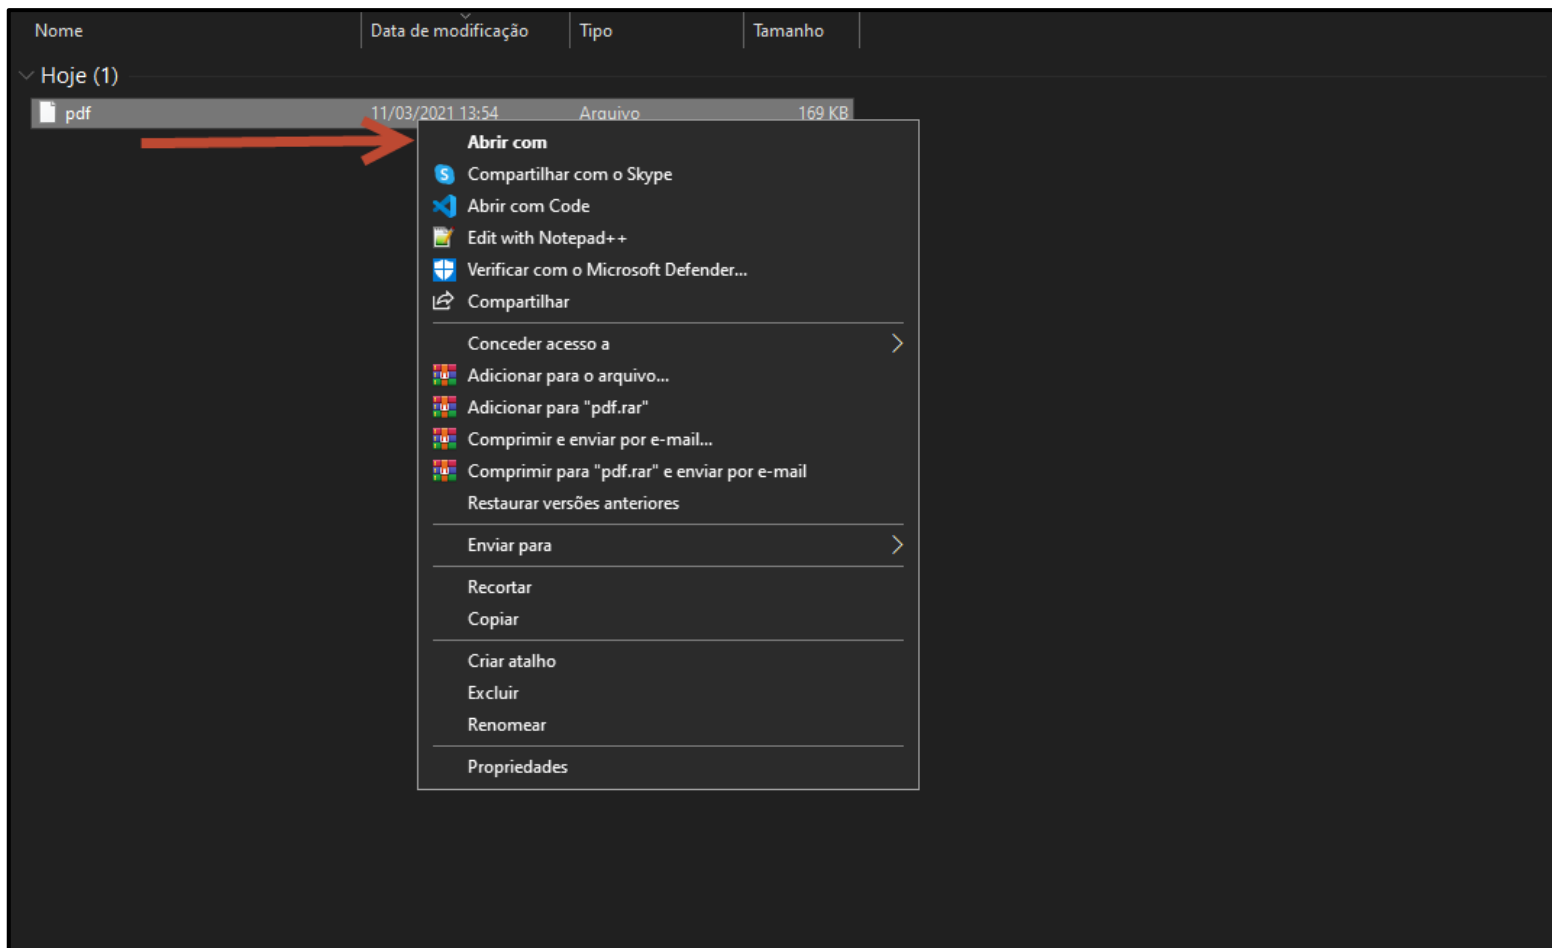 Nome Data de modificação Tipo Tamanho
Hoje (1)
pdf 11/03/2021 13:54 Arquivo 169 KB
Abrir com
Compartilhar com o Skype
Abrir com Code
Edit with Notepad++
Verificar com o Microsoft Defender...
Compartilhar
Conceder acesso a
Adicionar para o arquivo...
Adicionar para "pdf.rar"
Comprimir e enviar por e-mail...
Comprimir para "pdf.rar" e enviar por e-mail
Restaurar versões anteriores
Enviar para
Recortar
Copiar
Criar atalho
Excluir
Renomear
Propriedades